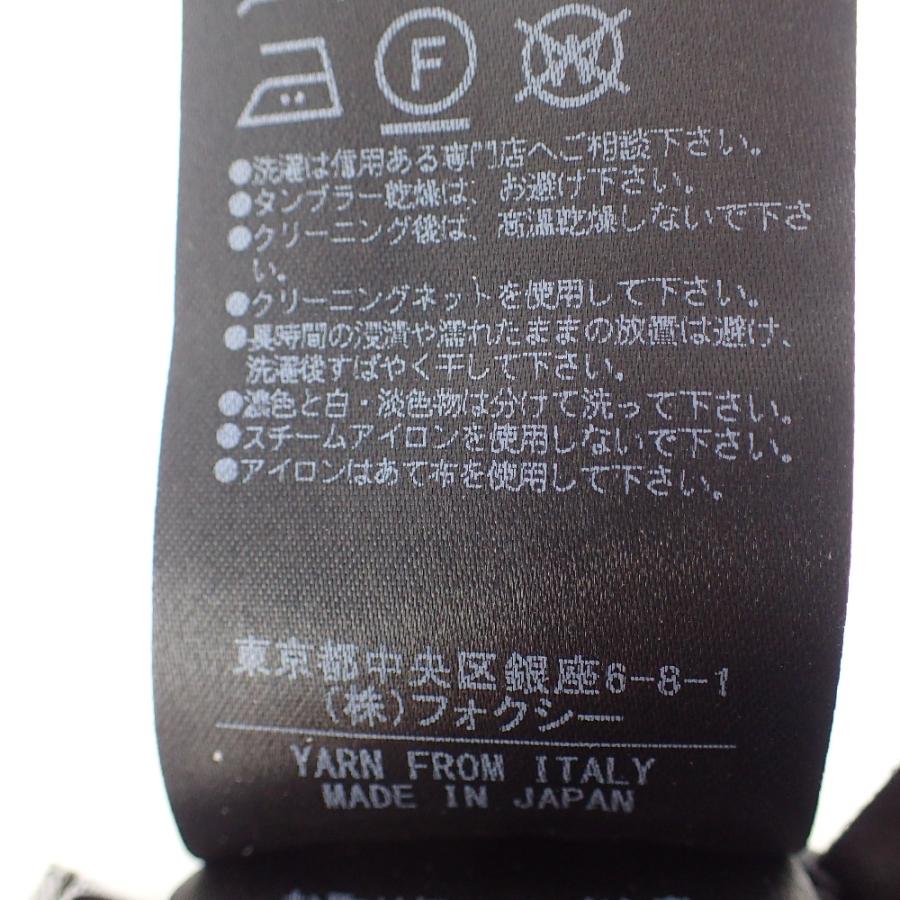 F
W
●洗濯は信用ある専門店へご相談下さい。
●タンブラー乾燥は、お避け下さい。
●クリーニング後は、高温乾燥しないで下さ
い。
●クリーニングネットを使用して下さい。
●長時間の浸漬や濡れたままの放置は避け、
洗濯後すばやく干して下さい。
●濃色と白・淡色物は分けて洗って下さい。
●スチームアイロンを使用しないで下さい。
●アイロンはあて布を使用して下さい。
東京都中央区銀座6-8-1
(株)フォクシー
YARN FROM ITALY
MADE IN JAPAN